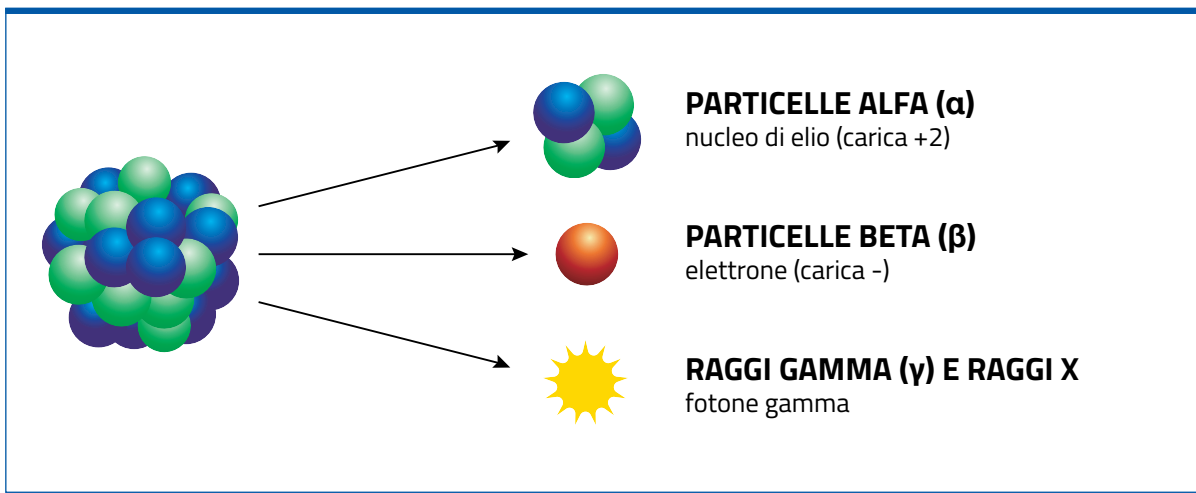 PARTICELLE ALFA (α)
nucleo di elio (carica +2)
PARTICELLE BETA (β)
elettrone (carica -)
RAGGI GAMMA (γ) E RAGGI X
fotone gamma